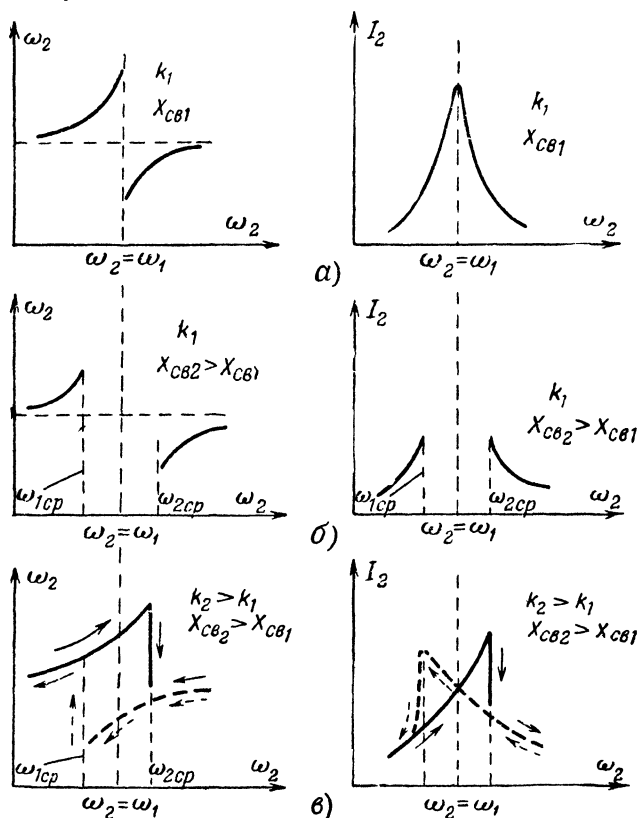 ω₂
k₁
Xсв1
ω₂
ω₂=ω₁
I₂
k₁
Xсв1
ω₂
ω₂=ω₁
а)
ω₂
k₁
Xсв2>Xсв1
ω1ср
ω2ср
ω₂
ω₂=ω₁
I₂
k₁
Xсв2>Xсв1
ω1ср
ω2ср
ω₂
ω₂=ω₁
б)
ω₂
k₂>k₁
Xсв2>Xсв1
ω1ср
ω2ср
ω₂
ω₂=ω₁
I₂
k₂>k₁
Xсв2>Xсв1
ω₂
ω₂=ω₁
в)